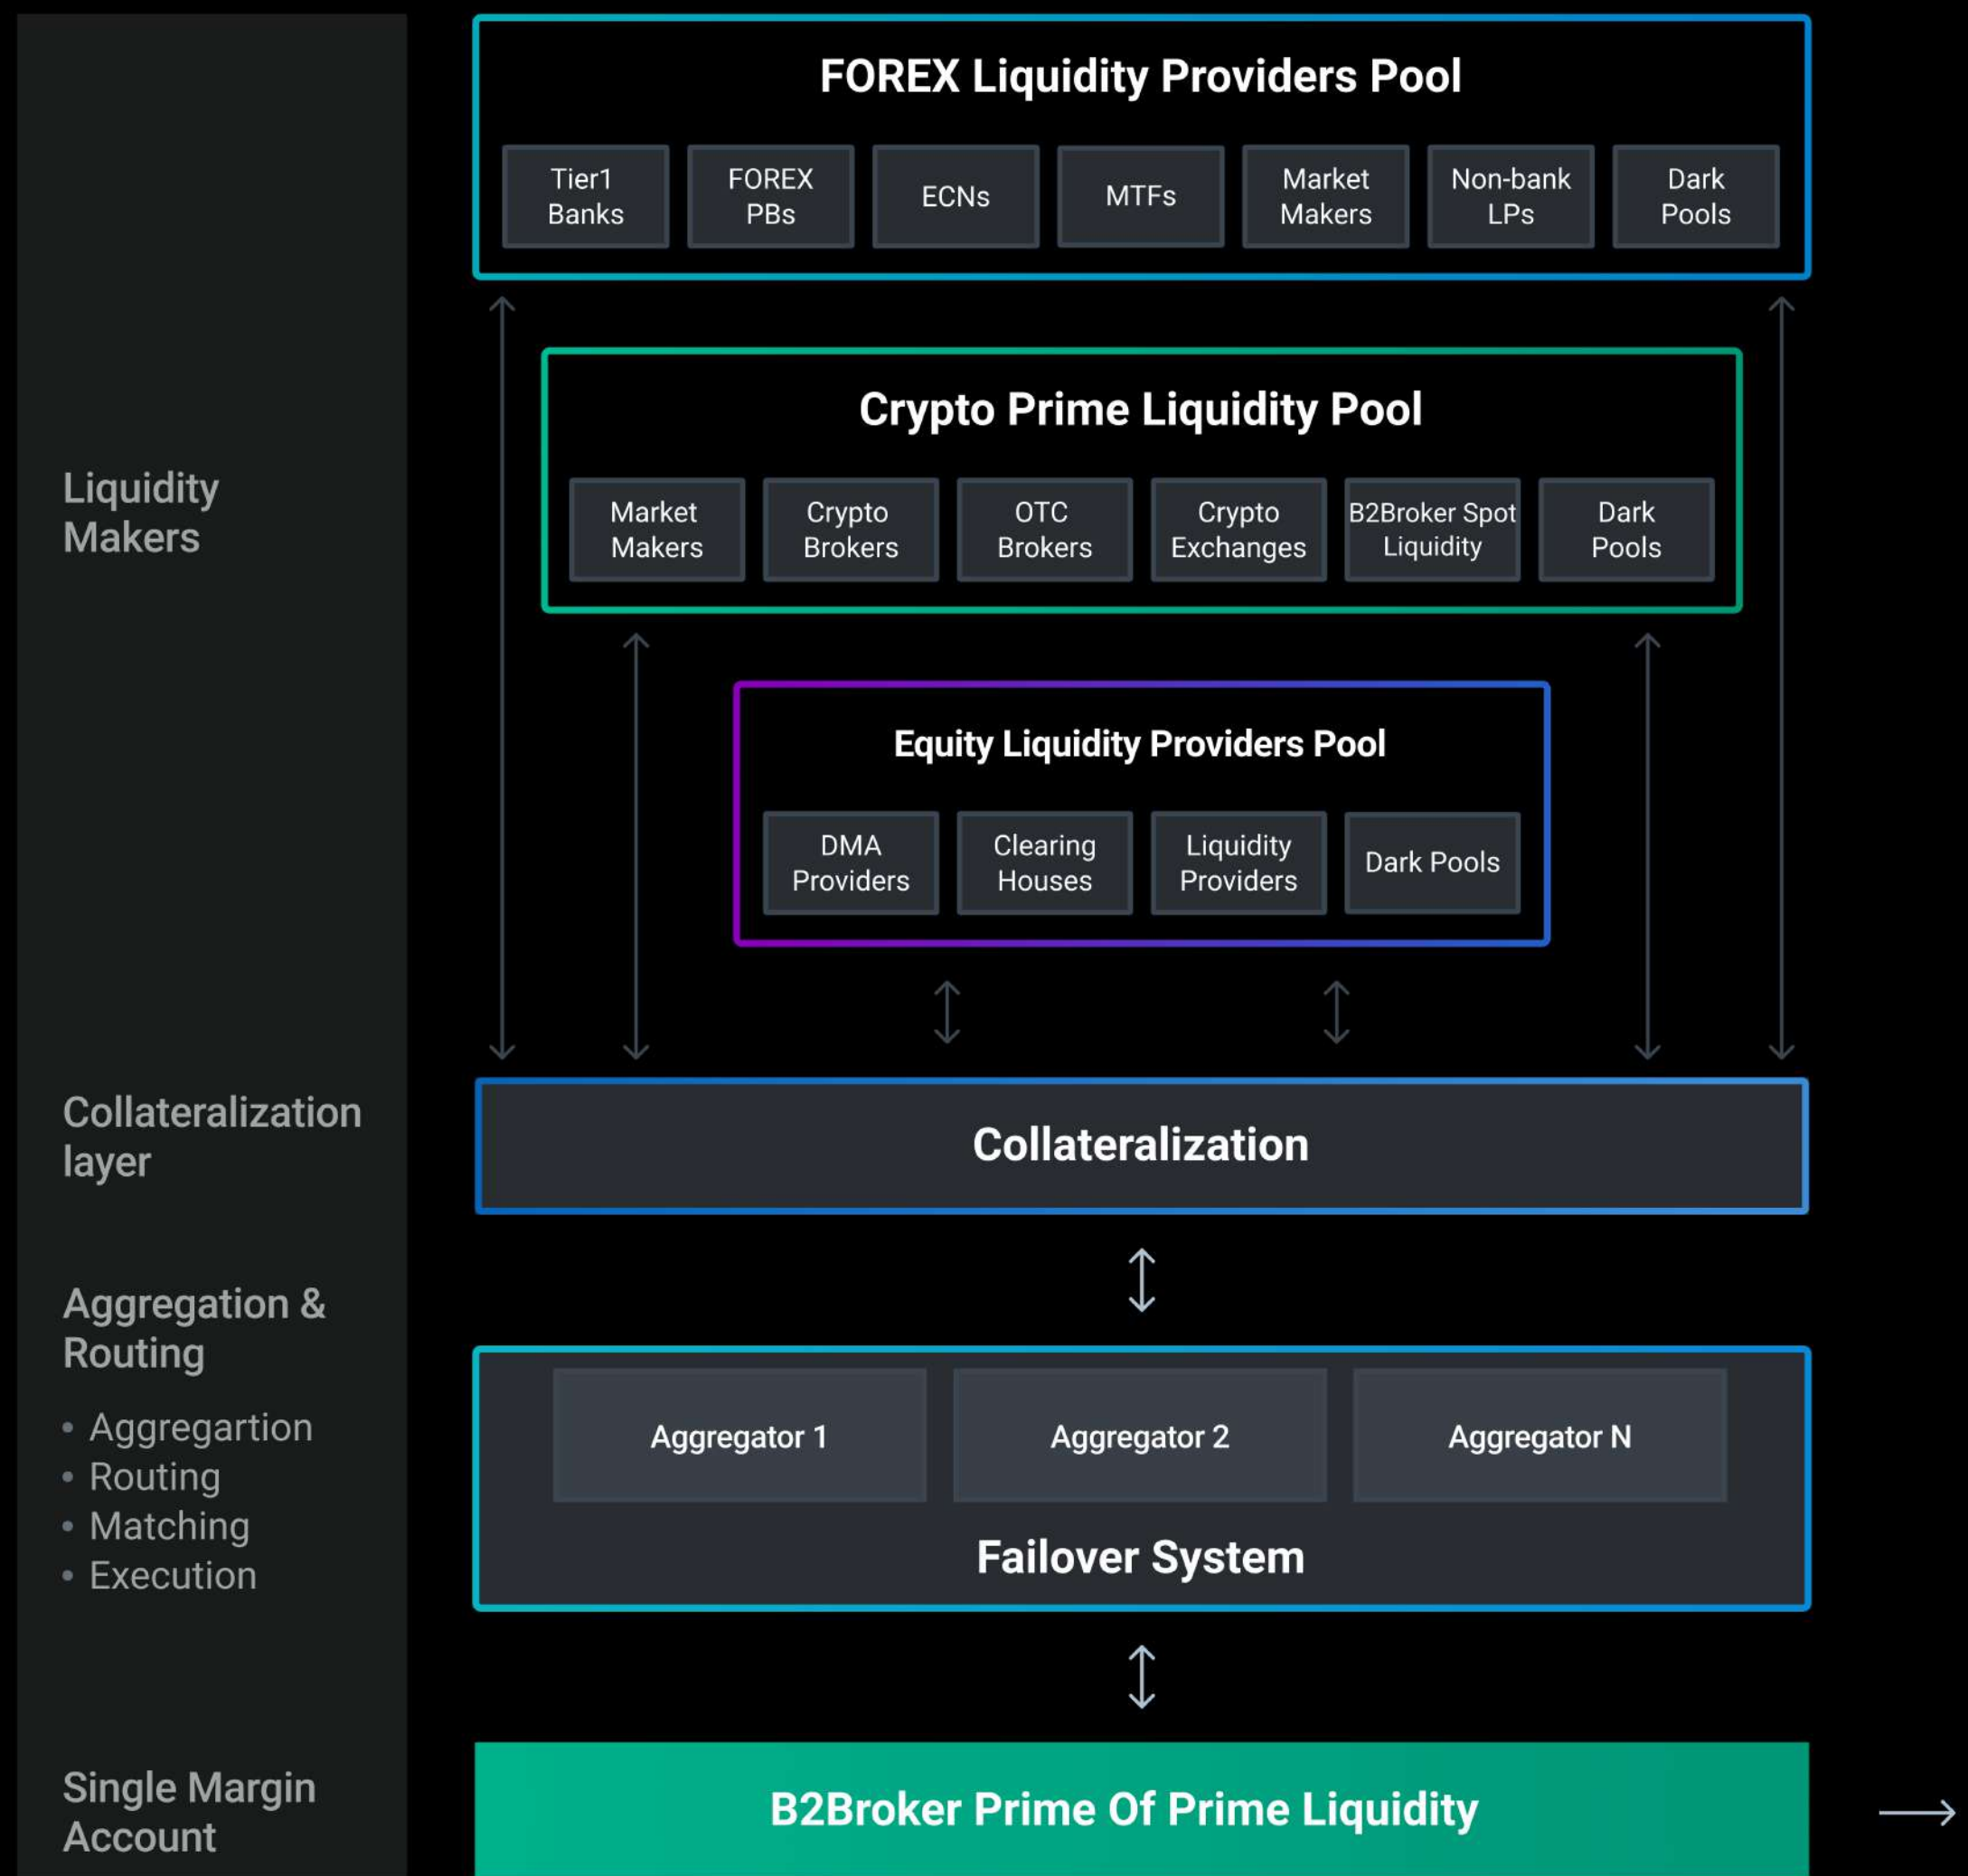 FOREX Liquidity Providers Pool
Tier1
Banks
FOREX
PBs
ECNs
MTFs
Market
Makers
Non-bank
LPs
Dark
Pools
Liquidity
Makers
Crypto Prime Liquidity Pool
Market
Makers
Crypto
Brokers
OTC
Brokers
Crypto
Exchanges
B2Broker Spot
Liquidity
Dark
Pools
Equity Liquidity Providers Pool
DMA
Providers
Clearing
Houses
Liquidity
Providers
Dark Pools
Collateralization
layer
Collateralization
Aggregation &
Routing
• Aggregartion
• Routing
• Matching
• Execution
Aggregator 1
Aggregator 2
Aggregator N
Failover System
Single Margin
Account
B2Broker Prime Of Prime Liquidity